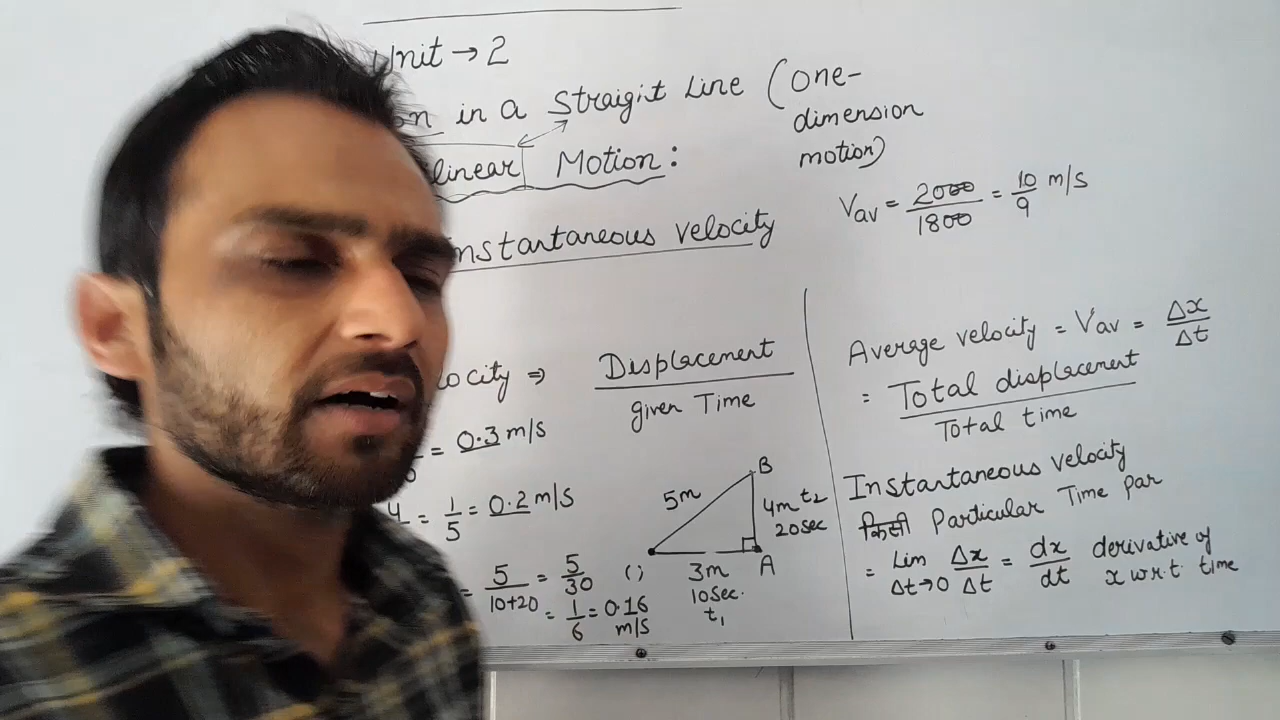 Unit → 2
on in a Straigit Line (one-
dimension
motion)
linear Motion:
Instantaneous velocity
Vav = 2000/1800 = 10/9 m/s
locity ⇒ Displacement/given Time
= 0.3 m/s
4/ = 1/5 = 0.2 m/s
= 5/10+20 = 5/30 ( )
= 1/6 = 0.16 m/s
B
5m
4m t2
20sec
3m
A
10sec.
t1
Average velocity = Vav = Δx/Δt
= Total displacement/Total time
Instantaneous velocity
किसी Particular Time par
= Lim Δt→0 Δx/Δt = dx/dt derivative of
x w.r.t. time